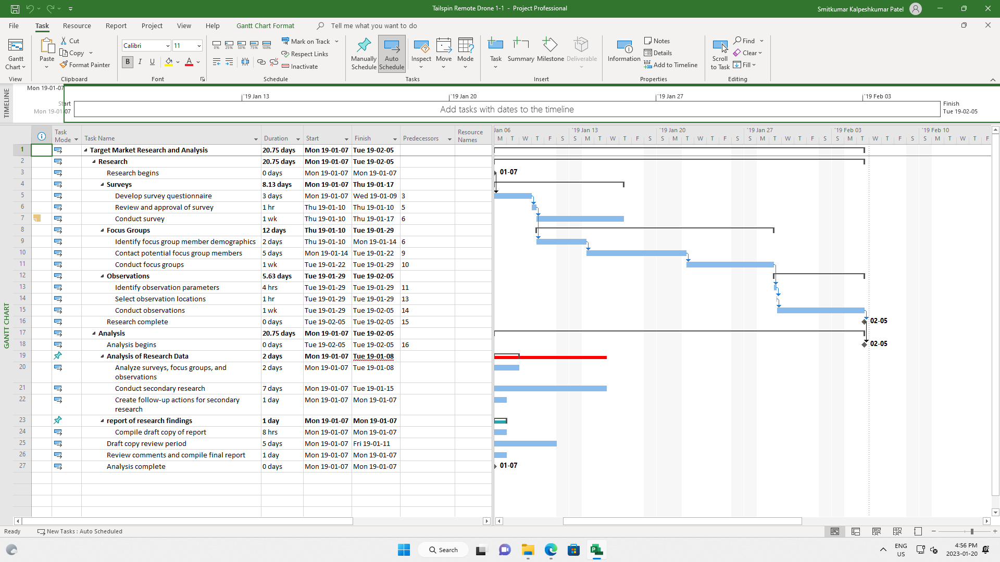 Tailspin Remote Drone 1-1 - Project Professional
Smitkumar Kalpeshkumar Patel
File Task Resource Report Project View Help Gantt Chart Format Tell me what you want to do
Gantt Chart
View
Paste
Cut
Copy
Format Painter
Clipboard
Calibri 11
B I U A
Font
0% 25% 50% 75% 100%
Mark on Track
Respect Links
Inactivate
Schedule
Manually Schedule
Auto Schedule
Inspect
Move
Mode
Tasks
Task
Summary
Milestone
Deliverable
Insert
Information
Notes
Details
Add to Timeline
Properties
Scroll to Task
Find
Clear
Fill
Editing
TIMELINE
Mon 19-01-07
'19 Jan 13 '19 Jan 20 '19 Jan 27 '19 Feb 03
Start
Mon 19-01-07
Add tasks with dates to the timeline
Finish
Tue 19-02-05
GANTT CHART
Task Mode Task Name Duration Start Finish Predecessors Resource Names
Jan 06 '19 Jan 13 '19 Jan 20 '19 Jan 27 '19 Feb 03 '19 Feb 10
M T W T F S S M T W T F S S M T W T F S S M T W T F S S M T W T F S S M T W T F
1 Target Market Research and Analysis 20.75 days Mon 19-01-07 Tue 19-02-05
2 Research 20.75 days Mon 19-01-07 Tue 19-02-05
3 Research begins 0 days Mon 19-01-07 Mon 19-01-07 01-07
4 Surveys 8.13 days Mon 19-01-07 Thu 19-01-17
5 Develop survey questionnaire 3 days Mon 19-01-07 Wed 19-01-09 3
6 Review and approval of survey 1 hr Thu 19-01-10 Thu 19-01-10 5
7 Conduct survey 1 wk Thu 19-01-10 Thu 19-01-17 6
8 Focus Groups 12 days Thu 19-01-10 Tue 19-01-29
9 Identify focus group member demographics 2 days Thu 19-01-10 Mon 19-01-14 6
10 Contact potential focus group members 5 days Mon 19-01-14 Tue 19-01-22 9
11 Conduct focus groups 1 wk Tue 19-01-22 Tue 19-01-29 10
12 Observations 5.63 days Tue 19-01-29 Tue 19-02-05
13 Identify observation parameters 4 hrs Tue 19-01-29 Tue 19-01-29 11
14 Select observation locations 1 hr Tue 19-01-29 Tue 19-01-29 13
15 Conduct observations 1 wk Tue 19-01-29 Tue 19-02-05 14
16 Research complete 0 days Tue 19-02-05 Tue 19-02-05 15 02-05
17 Analysis 20.75 days Mon 19-01-07 Tue 19-02-05
18 Analysis begins 0 days Tue 19-02-05 Tue 19-02-05 16 02-05
19 Analysis of Research Data 2 days Mon 19-01-07 Tue 19-01-08
20 Analyze surveys, focus groups, and 2 days Mon 19-01-07 Tue 19-01-08
observations
21 Conduct secondary research 7 days Mon 19-01-07 Tue 19-01-15
22 Create follow-up actions for secondary 1 day Mon 19-01-07 Mon 19-01-07
research
23 report of research findings 1 day Mon 19-01-07 Mon 19-01-07
24 Compile draft copy of report 8 hrs Mon 19-01-07 Mon 19-01-07
25 Draft copy review period 5 days Mon 19-01-07 Fri 19-01-11
26 Review comments and compile final report 1 day Mon 19-01-07 Mon 19-01-07
27 Analysis complete 0 days Mon 19-01-07 Mon 19-01-07 01-07
Ready New Tasks : Auto Scheduled
Search
ENG
US
4:56 PM
2023-01-20